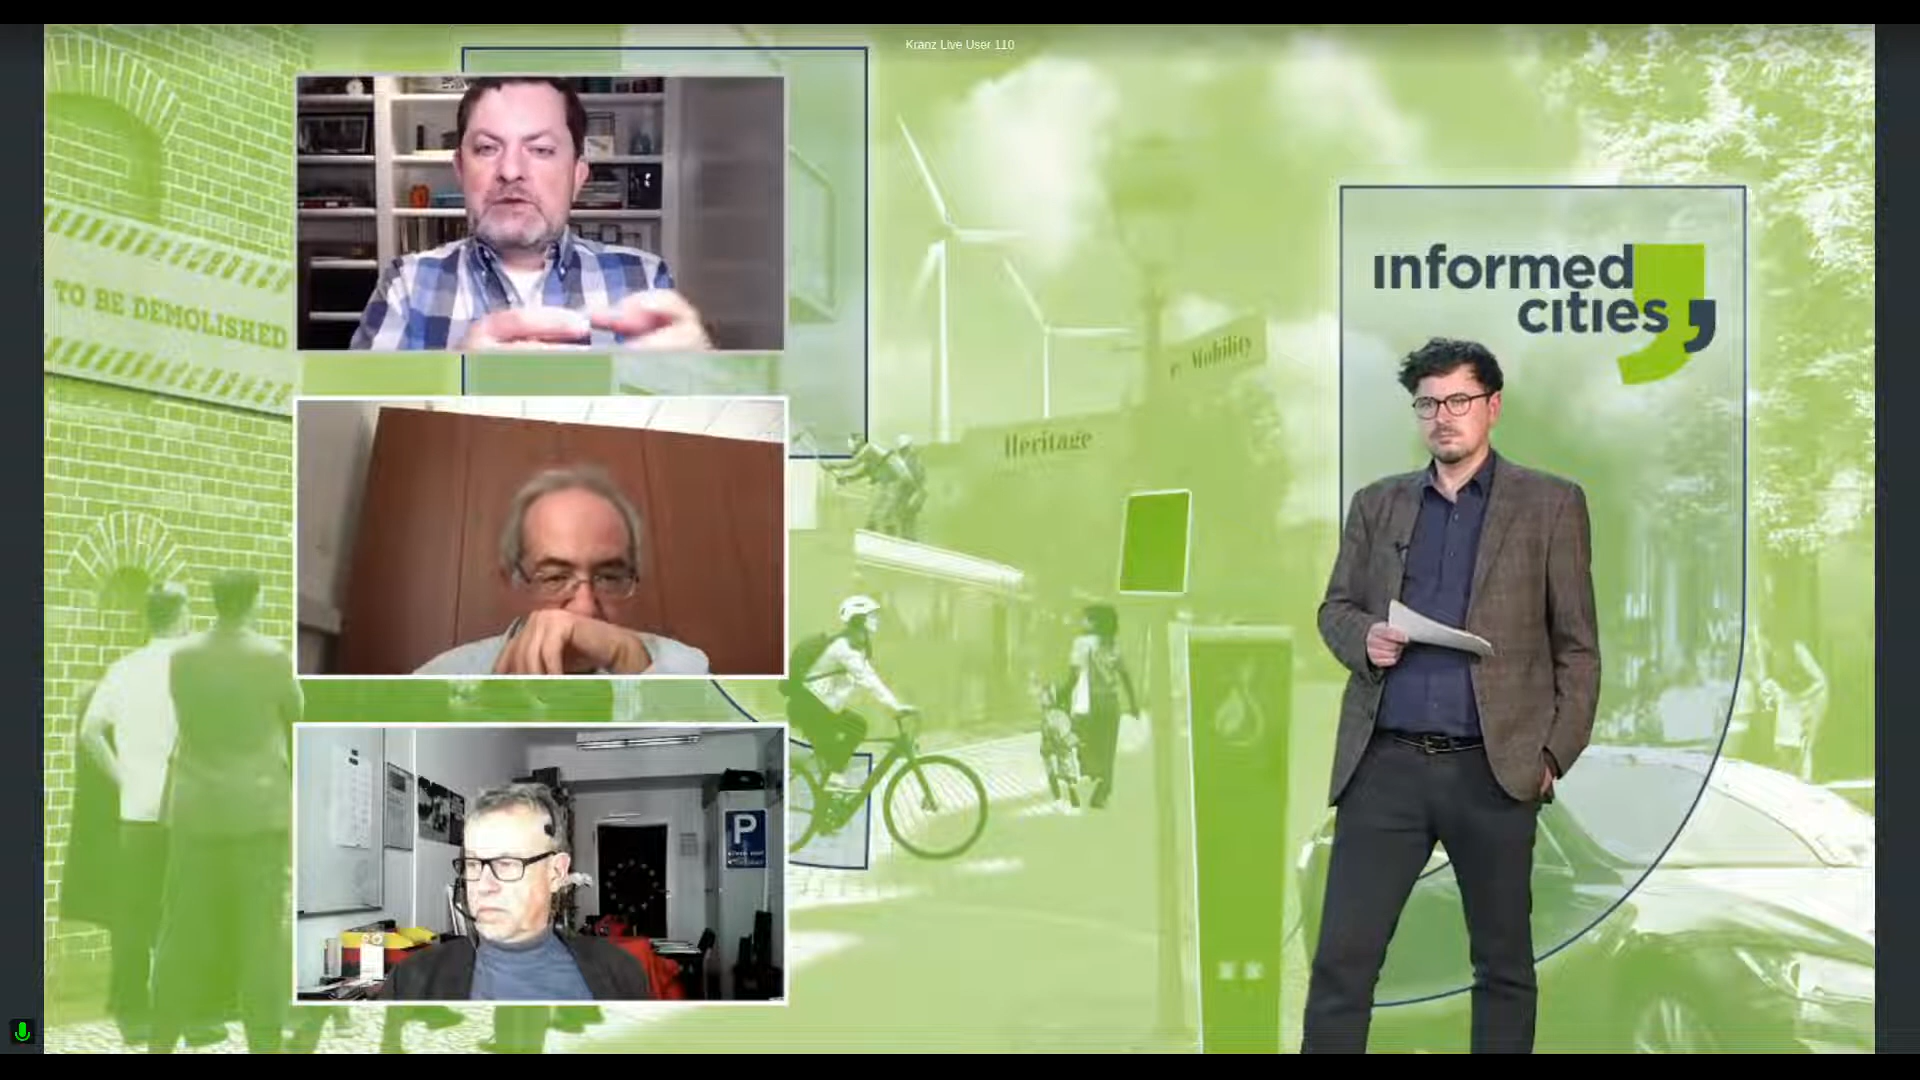 Kranz Live User 110
informed
cities
TO BE DEMOLISHED
e-Mobility
Heritage
P